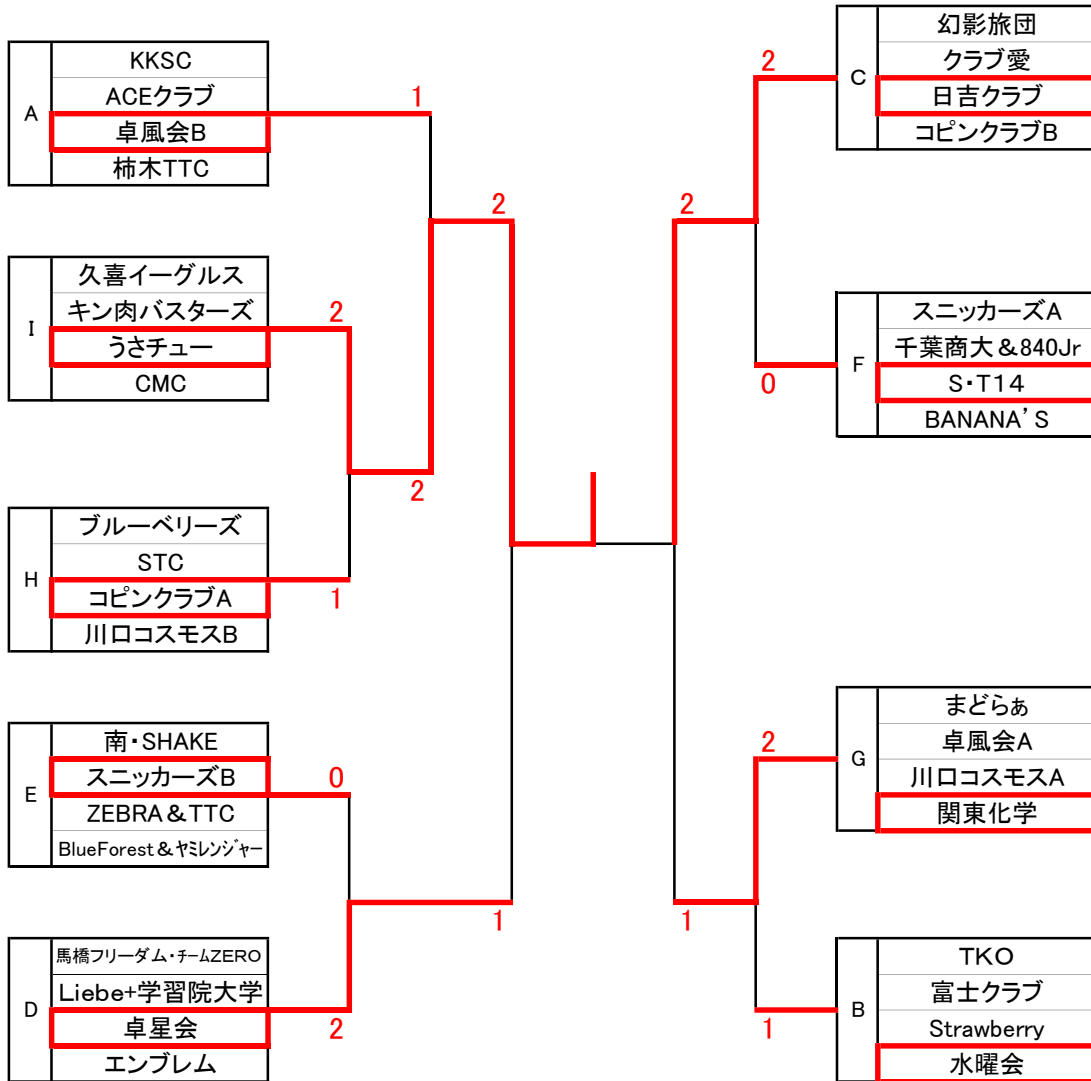 A
KKSC
ACEクラブ
卓風会B
柿木TTC
1
I
久喜イーグルス
キン肉バスターズ
うさチュー
CMC
2
2
2
H
ブルーベリーズ
STC
コピンクラブA
川口コスモスB
1
E
南・SHAKE
スニッカーズB
ZEBRA＆TTC
BlueForest＆ヤミレンジャー
0
1
D
馬橋フリーダム・チームZERO
Liebe+学習院大学
卓星会
エンブレム
2
C
幻影旅団
クラブ愛
日吉クラブ
コピンクラブB
2
2
F
スニッカーズA
千葉商大＆840Jr
S・T14
BANANA’S
0
G
まどらぁ
卓風会A
川口コスモスA
関東化学
2
1
B
TKO
富士クラブ
Strawberry
水曜会
1